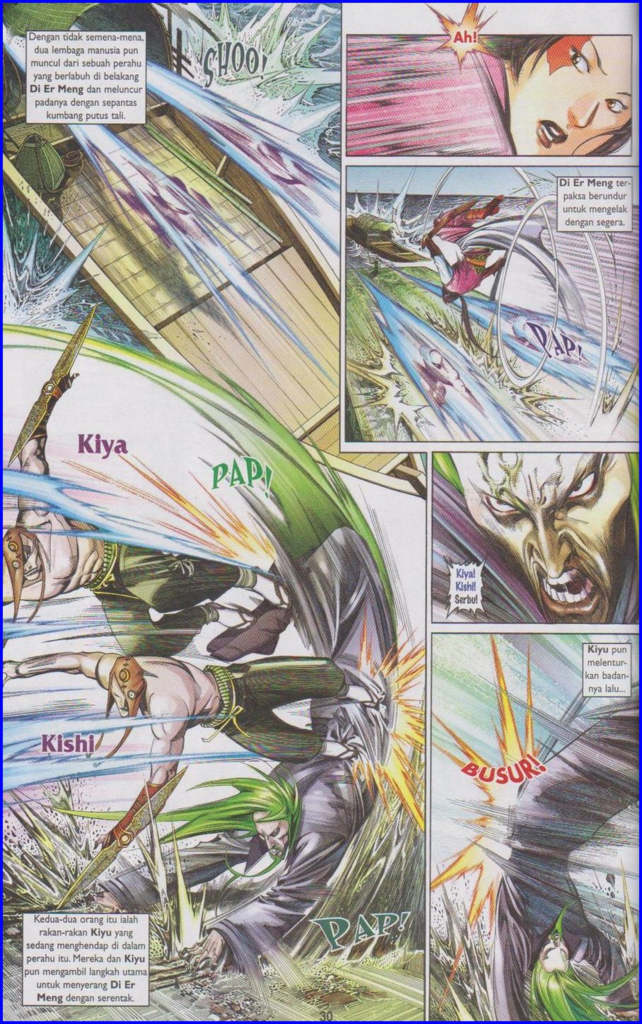 Dengan tidak semena-mena,
dua lembaga manusia pun
muncul dari sebuah perahu
yang berlabuh di belakang
Di Er Meng dan meluncur
padanya dengan sepantas
kumbang putus tali.
SHOO!
Ah!
Di Er Meng ter-
paksa berundur
untuk mengelak
dengan segera.
PAP!
Kiya
PAP!
Kishi
PAP!
Kedua-dua orang itu ialah
rakan-rakan Kiyu yang
sedang menghendap di dalam
perahu itu. Mereka dan Kiyu
pun mengambil langkah utama
untuk menyerang Di Er
Meng dengan serentak.
Kiya!
Kishi!
Serbu!
Kiyu pun
melentur-
kan badan-
nya lalu...
BUSUR!
30